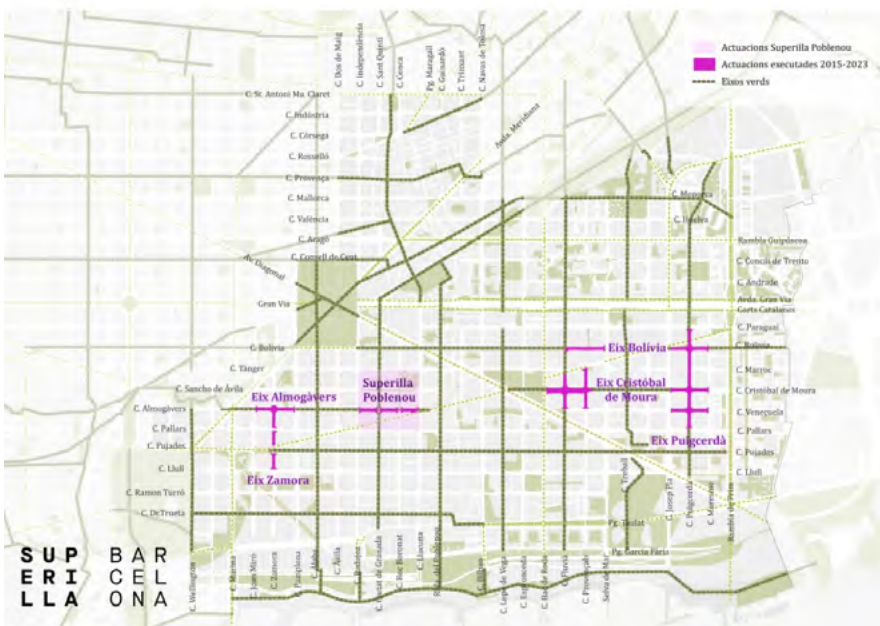 Actuacions Superilla Poblenou
Actuacions executades 2015-2023
Eixos verds
C. Dos de Maig
C. Independència
C. Sant Quintí
C. Conca
Pg. Maragall
C. Guinardó
C. Trinxant
C. Navas de Tolosa
C. St. Antoni Ma. Claret
C. Indústria
C. Còrsega
C. Rosselló
C. Provença
C. Mallorca
C. València
C. Aragó
C. Consell de Cent
Avda. Meridiana
Av. Diagonal
Gran Via
C. Bolívia
C. Tànger
C. Sancho de Ávila
C. Almogàvers
C. Pallars
C. Pujades
C. Llull
C. Ramon Turró
C. Dr.Trueta
C. Menorca
C. Huelva
Rambla Guipúscoa
C. Concili de Trento
C. Andrade
Avda. Gran Via
Corts Catalanes
C. Paraguai
C. Bolívia
C. Marroc
C. Cristóbal de Moura
C. Veneçuela
C. Pallars
C. Pujades
C. Llull
Eix Almogàvers
Superilla
Poblenou
Eix Zamora
Eix Bolívia
Eix Cristóbal
de Moura
Eix Puigcerdà
C. Treball
C. Josep Pla
C. Puigcerdà
C. Maresme
Rambla de Prim
Pg. Taulat
Pg. Garcia Faria
C. Wellington
C. Marina
C. Joan Miró
C. Zamora
C. Pamplona
C. Àlaba
C. Àvila
C. Badajoz
C. Ciutat de Granada
C. Roc Boronat
C. Llacuna
Rbla. del Poblenou
C. Bilbao
C. Lope de Vega
C. Espronceda
C. Bac de Roda
C. Fluvià
C. Provençals
Selva de Mar
SUP BAR
ERI CEL
LLA ONA